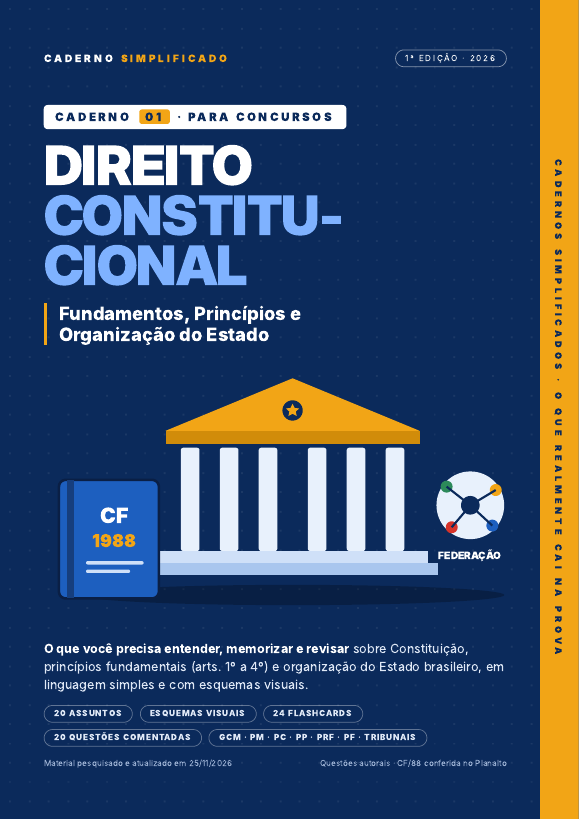 CADERNO SIMPLIFICADO
1ª EDIÇÃO · 2026
CADERNO 01 · PARA CONCURSOS
DIREITO
CONSTITU-
CIONAL
Fundamentos, Princípios e
Organização do Estado
CF
1988
FEDERAÇÃO
O que você precisa entender, memorizar e revisar sobre Constituição,
princípios fundamentais (arts. 1º a 4º) e organização do Estado brasileiro, em
linguagem simples e com esquemas visuais.
20 ASSUNTOS
ESQUEMAS VISUAIS
24 FLASHCARDS
20 QUESTÕES COMENTADAS
GCM · PM · PC · PP · PRF · PF · TRIBUNAIS
Material pesquisado e atualizado em 25/11/2026
Questões autorais · CF/88 conferida no Planalto
CADERNOS SIMPLIFICADOS · O QUE REALMENTE CAI NA PROVA